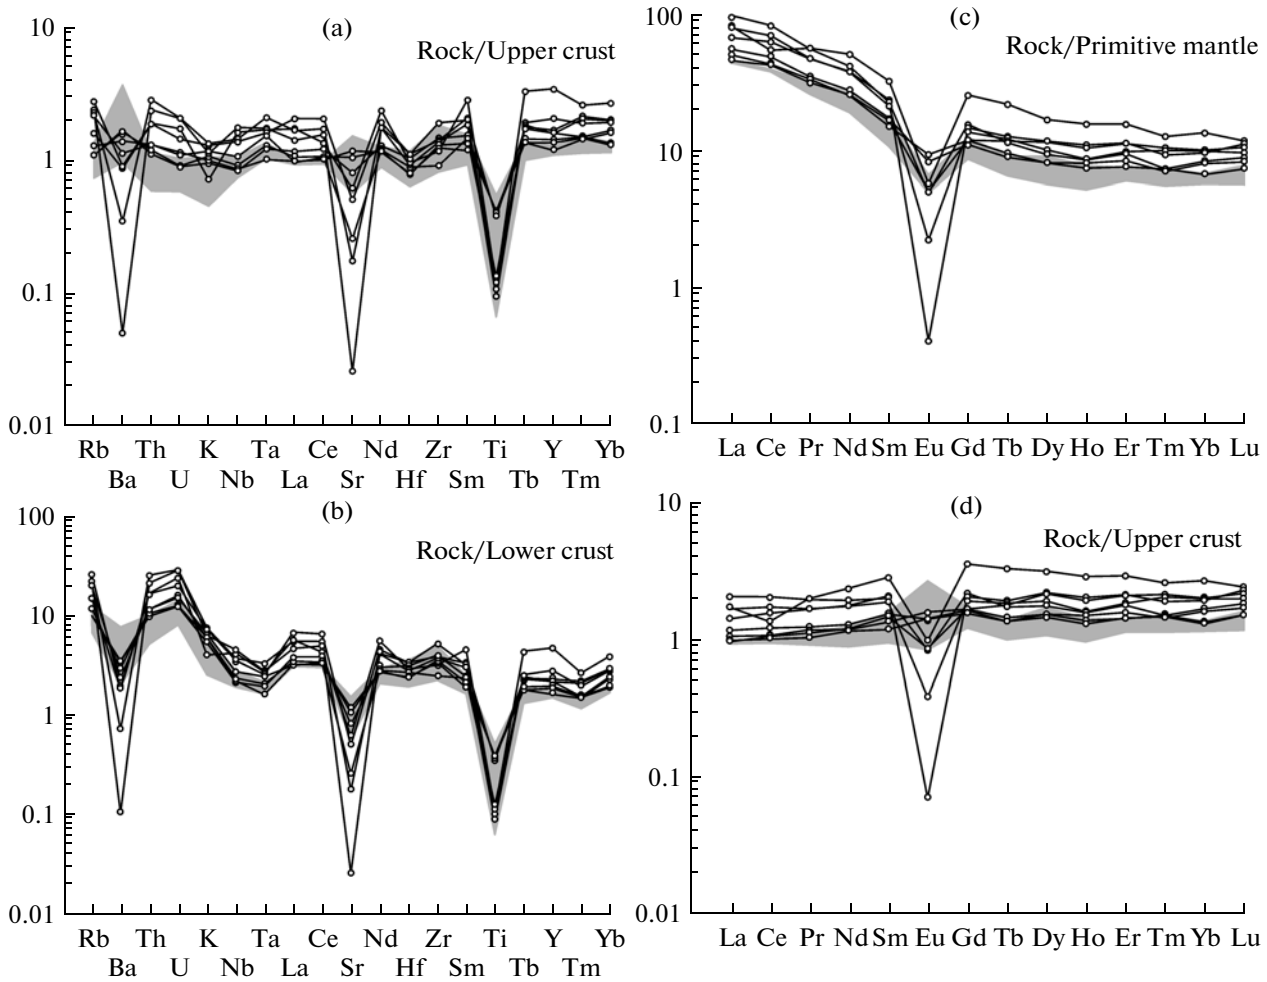 (a)
Rock/Upper crust
10
1
0.1
0.01
Rb Th K Ta Ce Nd Zr Ti Y Yb
Ba U Nb La Sr Hf Sm Tb Tm
(c)
Rock/Primitive mantle
100
10
1
0.1
La Ce Pr Nd Sm Eu Gd Tb Dy Ho Er Tm Yb Lu
(b)
Rock/Lower crust
100
10
1
0.1
0.01
Rb Th K Ta Ce Nd Zr Ti Y Yb
Ba U Nb La Sr Hf Sm Tb Tm
(d)
Rock/Upper crust
10
1
0.1
0.01
La Ce Pr Nd Sm Eu Gd Tb Dy Ho Er Tm Yb Lu